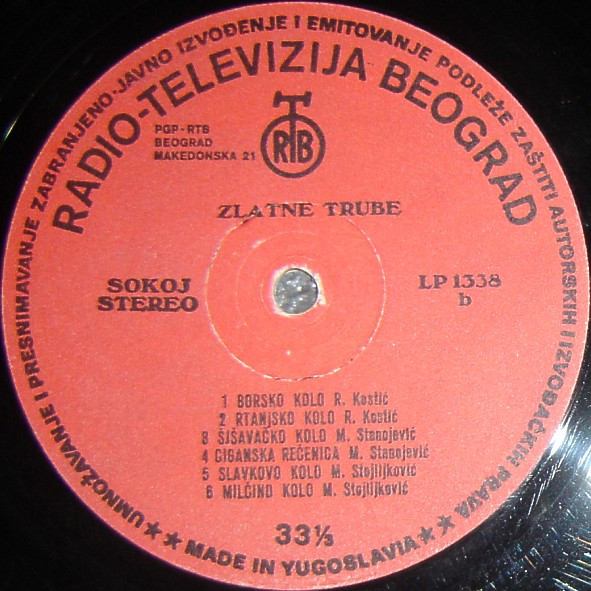 UMNOŽAVANJE I PRESNIMAVANJE ZABRANJENO-JAVNO IZVOĐENJE I EMITOVANJE PODLEŽE ZAŠTITI AUTORSKIH I IZVOĐAČKIH PRAVA
RADIO-TELEVIZIJA BEOGRAD
PGP-RTB
BEOGRAD
MAKEDONSKA 21
RTB
ZLATNE TRUBE
SOKOJ
STEREO
LP 1338
b
1 BORSKO KOLO R. Kostić
2 RTANJSKO KOLO R. Kostić
3 ŠIŠAVAČKO KOLO M. Stanojević
4 CIGANSKA REČENICA M. Stanojević
5 SLAVKOVO KOLO M. Stojiljković
6 MILČINO KOLO M. Stojiljković
33⅓
★★ MADE IN YUGOSLAVIA ★★